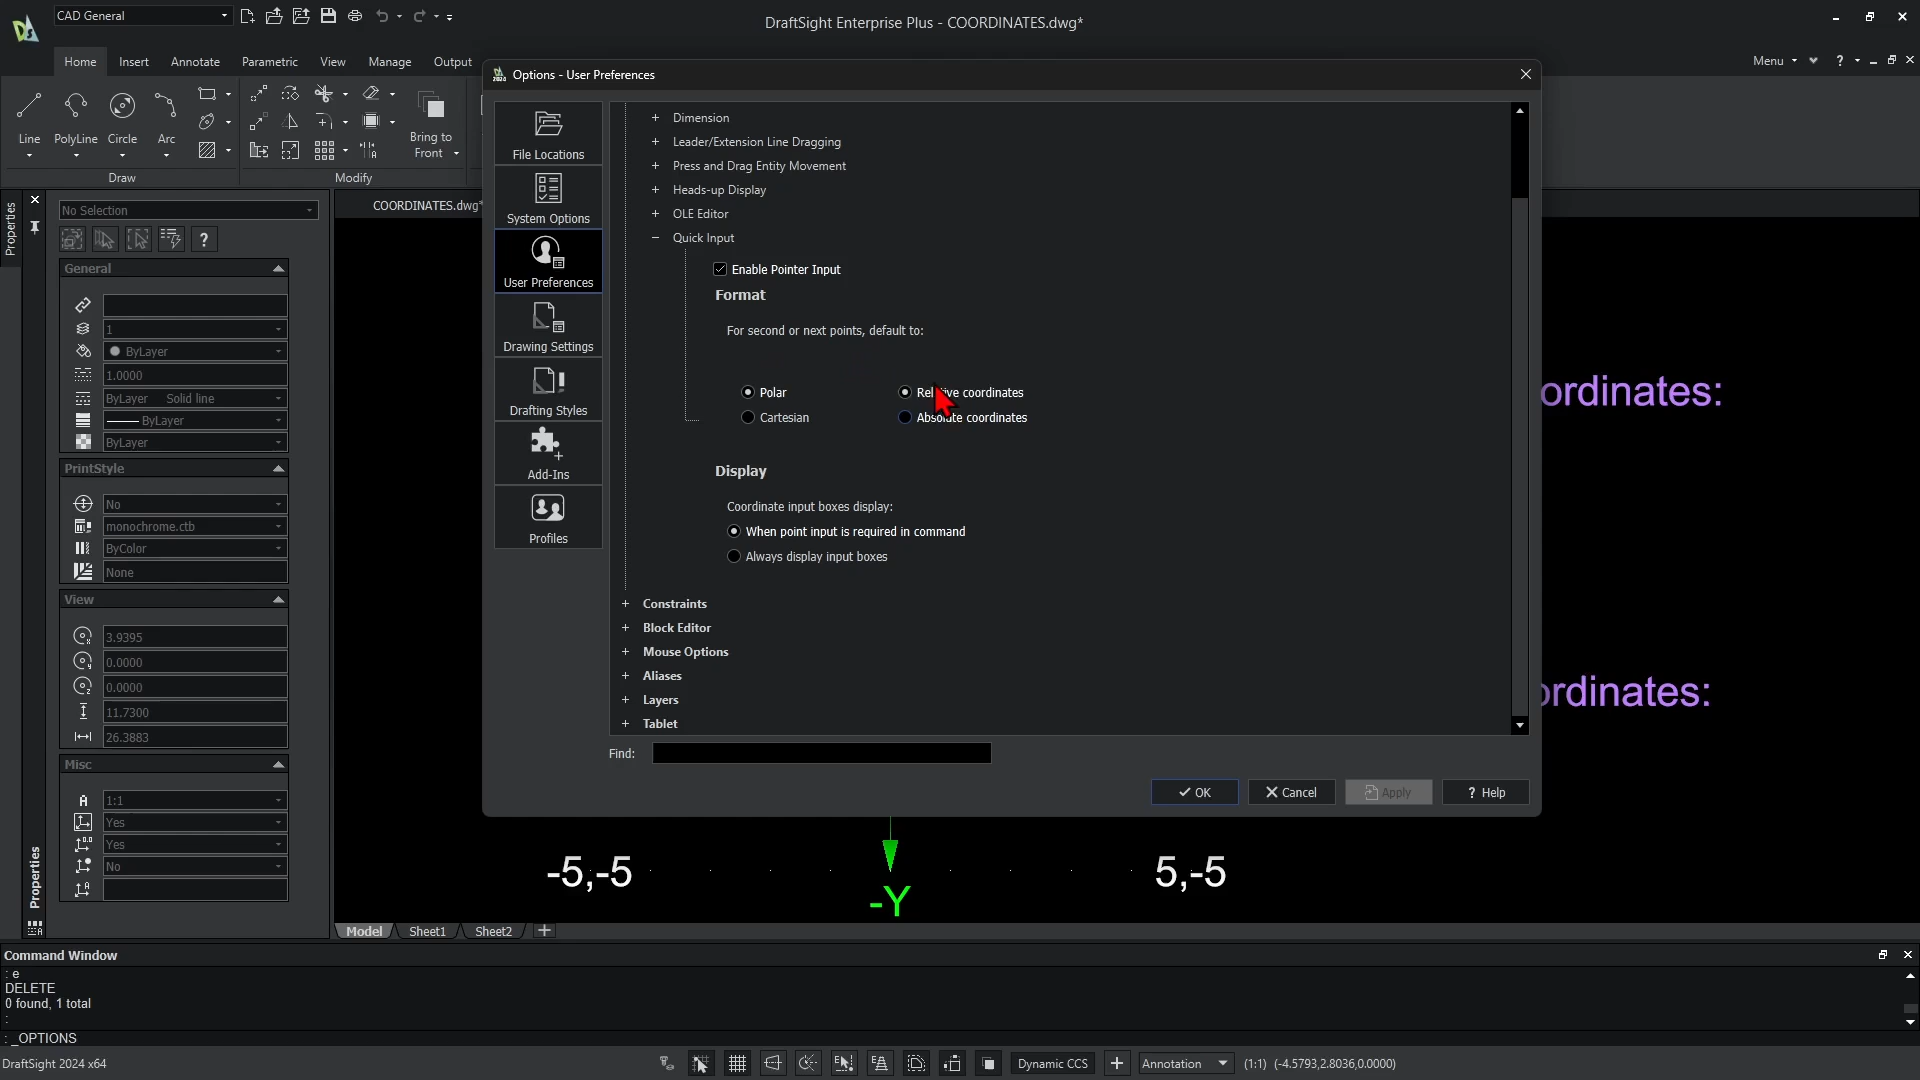 CAD General
DraftSight Enterprise Plus - COORDINATES.dwg*
Home Insert Annotate Parametric View Manage Output
Menu ?
Line PolyLine Circle Arc
Bring to
Front
Draw Modify
COORDINATES.dwg*
Properties
No Selection
?
General
1
ByLayer
1.0000
ByLayer Solid line
ByLayer
ByLayer
PrintStyle
No
monochrome.ctb
ByColor
None
View
3.9395
0.0000
0.0000
11.7300
26.3883
Misc
1:1
Yes
Yes
No
Properties
Options - User Preferences
File Locations
System Options
User Preferences
Drawing Settings
Drafting Styles
Add-Ins
Profiles
+ Dimension
+ Leader/Extension Line Dragging
+ Press and Drag Entity Movement
+ Heads-up Display
+ OLE Editor
− Quick Input
Enable Pointer Input
Format
For second or next points, default to:
Polar Relative coordinates
Cartesian Absolute coordinates
Display
Coordinate input boxes display:
When point input is required in command
Always display input boxes
+ Constraints
+ Block Editor
+ Mouse Options
+ Aliases
+ Layers
+ Tablet
Find:
OK Cancel Apply ? Help
ordinates:
ordinates:
-5,-5 5,-5
-Y
Model Sheet1 Sheet2 +
Command Window
: e
DELETE
0 found, 1 total
:
: _OPTIONS
DraftSight 2024 x64
Dynamic CCS + Annotation (1:1) (-4.5793,2.8036,0.0000)